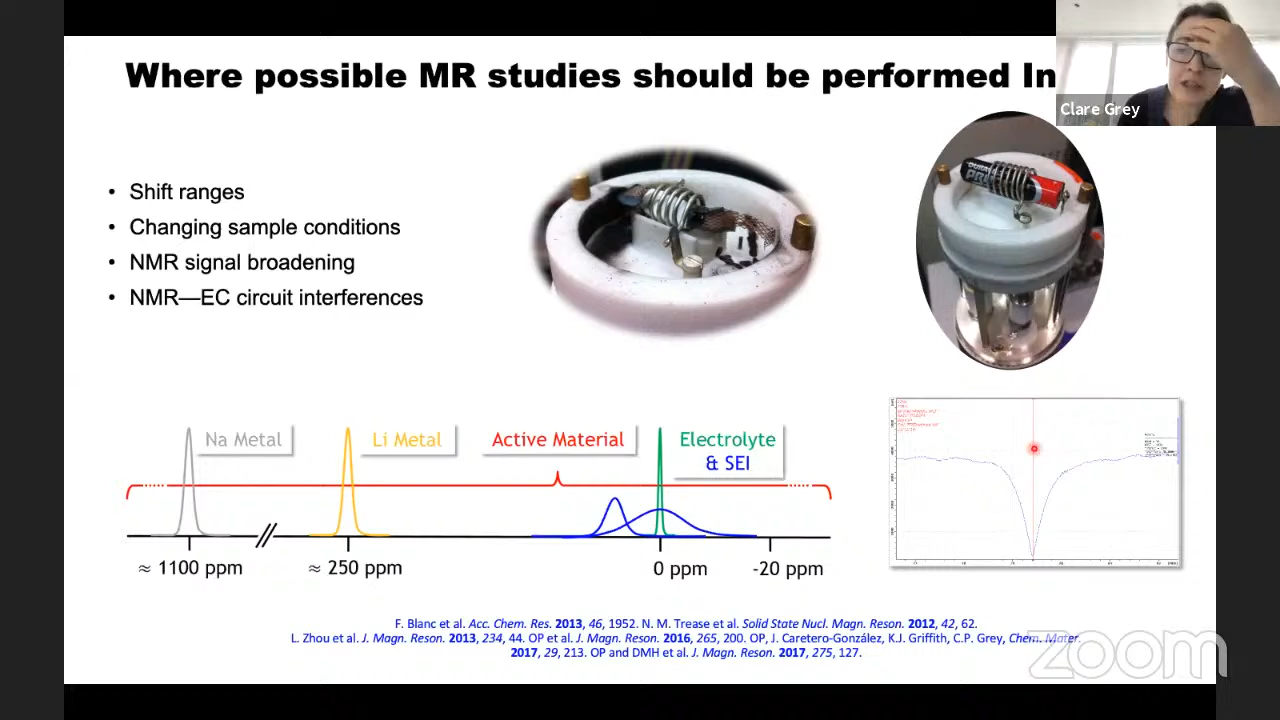 Where possible MR studies should be performed In
Clare Grey
• Shift ranges
• Changing sample conditions
• NMR signal broadening
• NMR—EC circuit interferences
Na Metal
Li Metal
Active Material
Electrolyte
& SEI
≈ 1100 ppm
≈ 250 ppm
0 ppm
-20 ppm
F. Blanc et al. Acc. Chem. Res. 2013, 46, 1952. N. M. Trease et al. Solid State Nucl. Magn. Reson. 2012, 42, 62.
L. Zhou et al. J. Magn. Reson. 2013, 234, 44. OP et al. J. Magn. Reson. 2016, 265, 200. OP, J. Caretero-González, K.J. Griffith, C.P. Grey, Chem. Mater.
2017, 29, 213. OP and DMH et al. J. Magn. Reson. 2017, 275, 127.
zoom